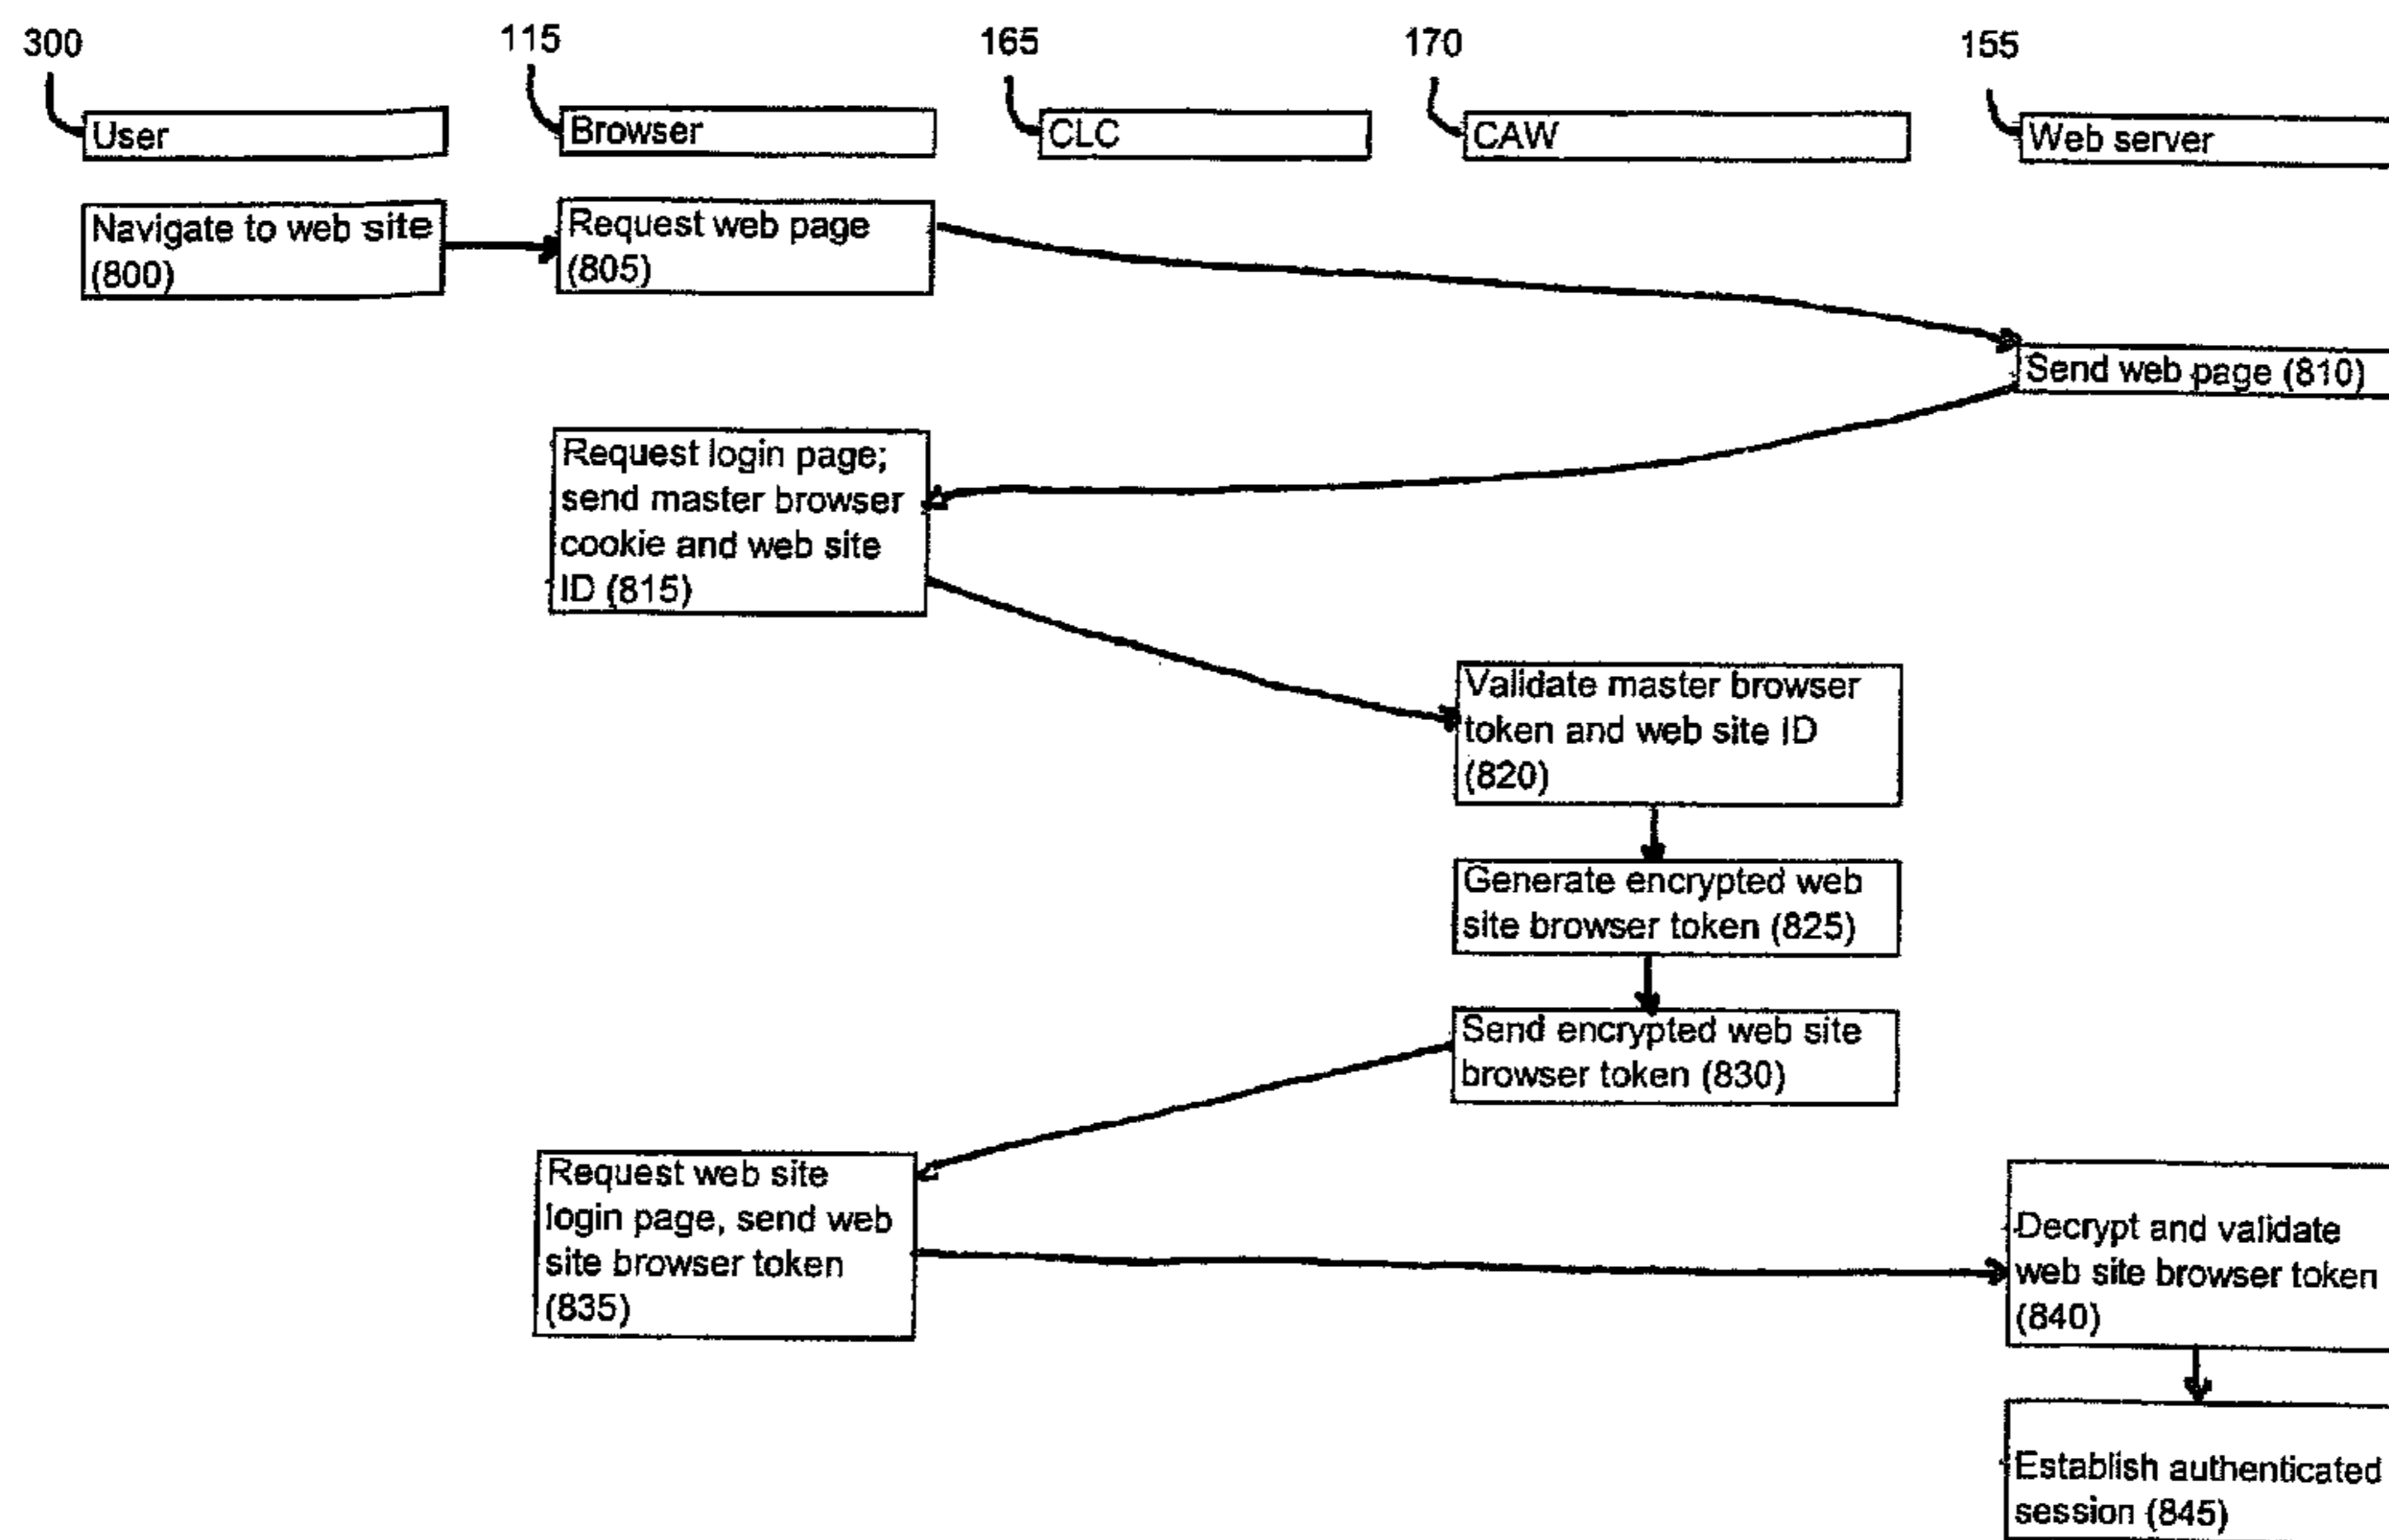 300
115
165
170
155
User
Browser
CLC
CAW
Web server
Navigate to web site
(800)
Request web page
(805)
Send web page (810)
Request login page;
send master browser
cookie and web site
ID (815)
Validate master browser
token and web site ID
(820)
Generate encrypted web
site browser token (825)
Send encrypted web site
browser token (830)
Request web site
login page, send web
site browser token
(835)
Decrypt and validate
web site browser token
(840)
Establish authenticated
session (845)